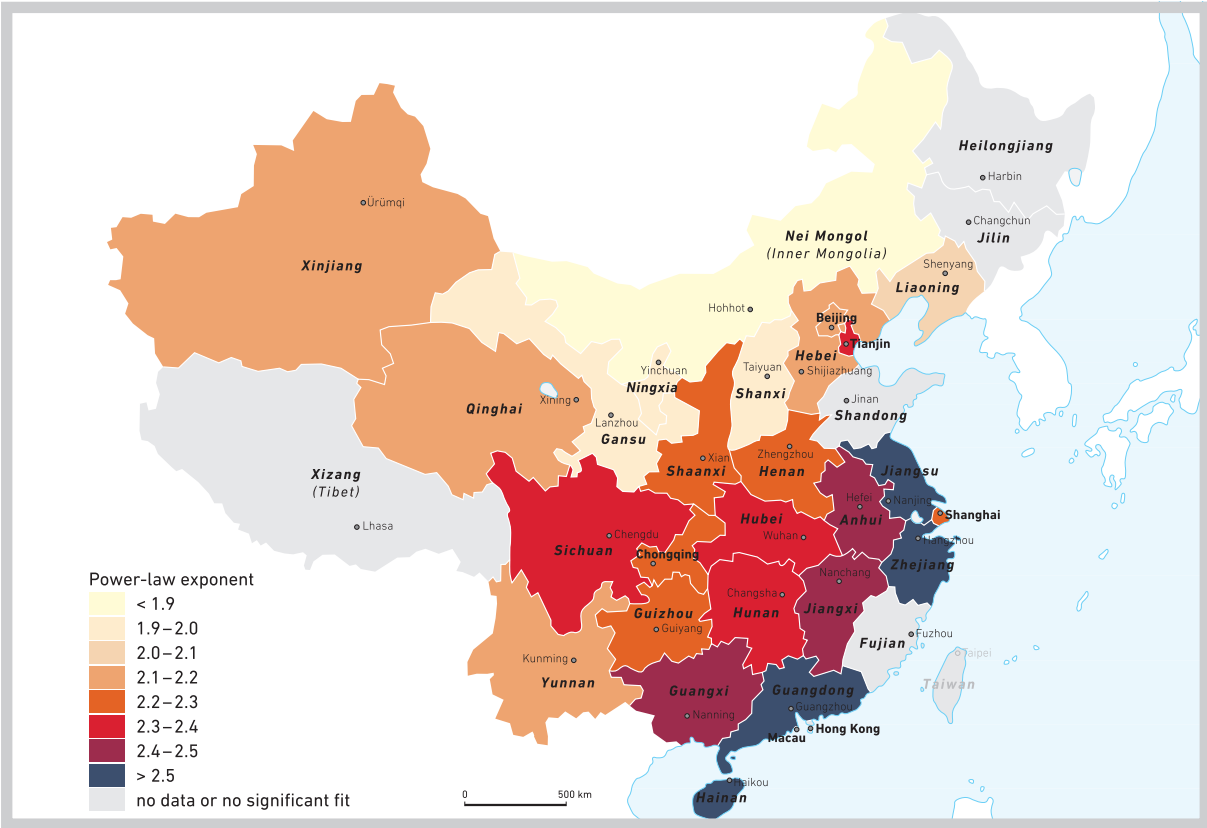 Heilongjiang
Harbin
Ürümqi
Changchun
Jilin
Nei Mongol
(Inner Mongolia)
Xinjiang
Shenyang
Liaoning
Hohhot
Beijing
Tianjin
Hebei
Yinchuan
Taiyuan
Shijiazhuang
Ningxia
Shanxi
Xining
Jinan
Qinghai
Shandong
Lanzhou
Gansu
Zhengzhou
Xian
Shaanxi
Henan
Jiangsu
Xizang
(Tibet)
Hefei
Nanjing
Shanghai
Lhasa
Hubei
Anhui
Chengdu
Wuhan
Hangzhou
Sichuan
Chongqing
Zhejiang
Nanchang
Power-law exponent
Changsha
< 1.9
Guizhou
Hunan
Jiangxi
1.9–2.0
Guiyang
Fuzhou
Fujian
2.0–2.1
Kunming
Taipei
2.1–2.2
Yunnan
Taiwan
Guangxi
Guangdong
2.2–2.3
Nanning
Guangzhou
2.3–2.4
Hong Kong
Macau
2.4–2.5
> 2.5
Haikou
0
500 km
Hainan
no data or no significant fit